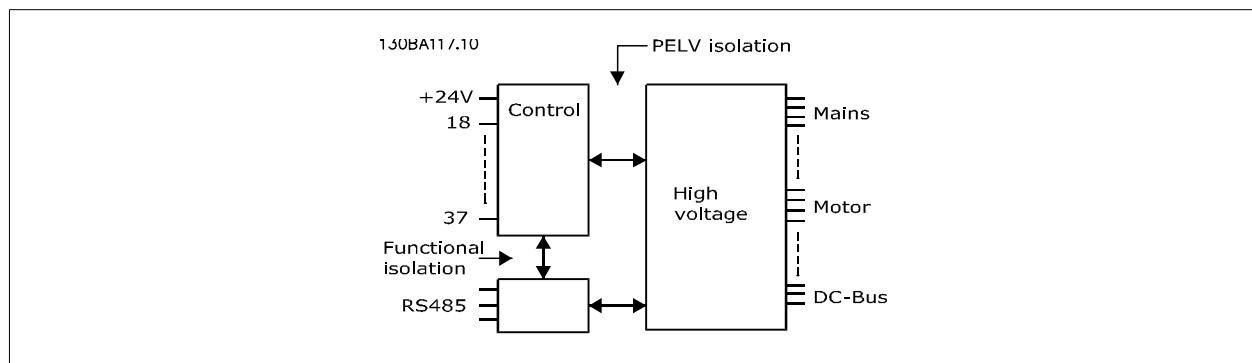 130BA117.10
PELV isolation
+24V
Control
18
37
Functional
isolation
RS485
High
voltage
Mains
Motor
DC-Bus